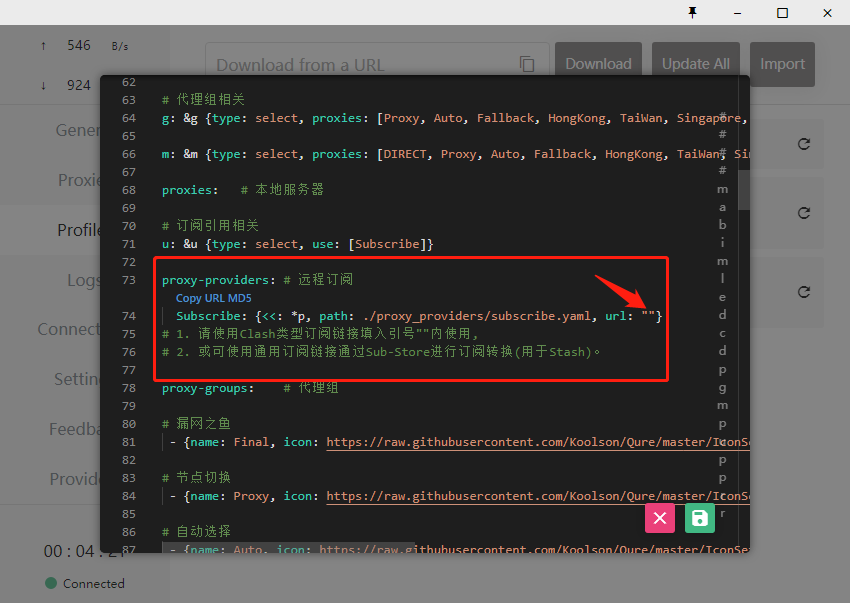 ↑ 546 B/s
Download from a URL
Download
Update All
Import
↓ 924
Gener
Proxie
Profile
Logs
Connect
Settin
Feedba
Provid
00 : 04 : 21
Connected
62
63 # 代理组相关
64 g: &g {type: select, proxies: [Proxy, Auto, Fallback, HongKong, TaiWan, Singapore,
65
66 m: &m {type: select, proxies: [DIRECT, Proxy, Auto, Fallback, HongKong, TaiWan, Si
67
68 proxies: # 本地服务器
69
70 # 订阅引用相关
71 u: &u {type: select, use: [Subscribe]}
72
73 proxy-providers: # 远程订阅
Copy URL MD5
74 Subscribe: {<<: *p, path: ./proxy_providers/subscribe.yaml, url: ""}
75 # 1. 请使用Clash类型订阅链接填入引号""内使用,
76 # 2. 或可使用通用订阅链接通过Sub-Store进行订阅转换(用于Stash)。
77
78 proxy-groups: # 代理组
79
80 # 漏网之鱼
81 - {name: Final, icon: https://raw.githubusercontent.com/Koolson/Qure/master/IconSe
82
83 # 节点切换
84 - {name: Proxy, icon: https://raw.githubusercontent.com/Koolson/Qure/master/IconSe
85
86 # 自动选择
87 - {name: Auto, icon: https://raw.githubusercontent.com/Koolson/Qure/master/IconSe